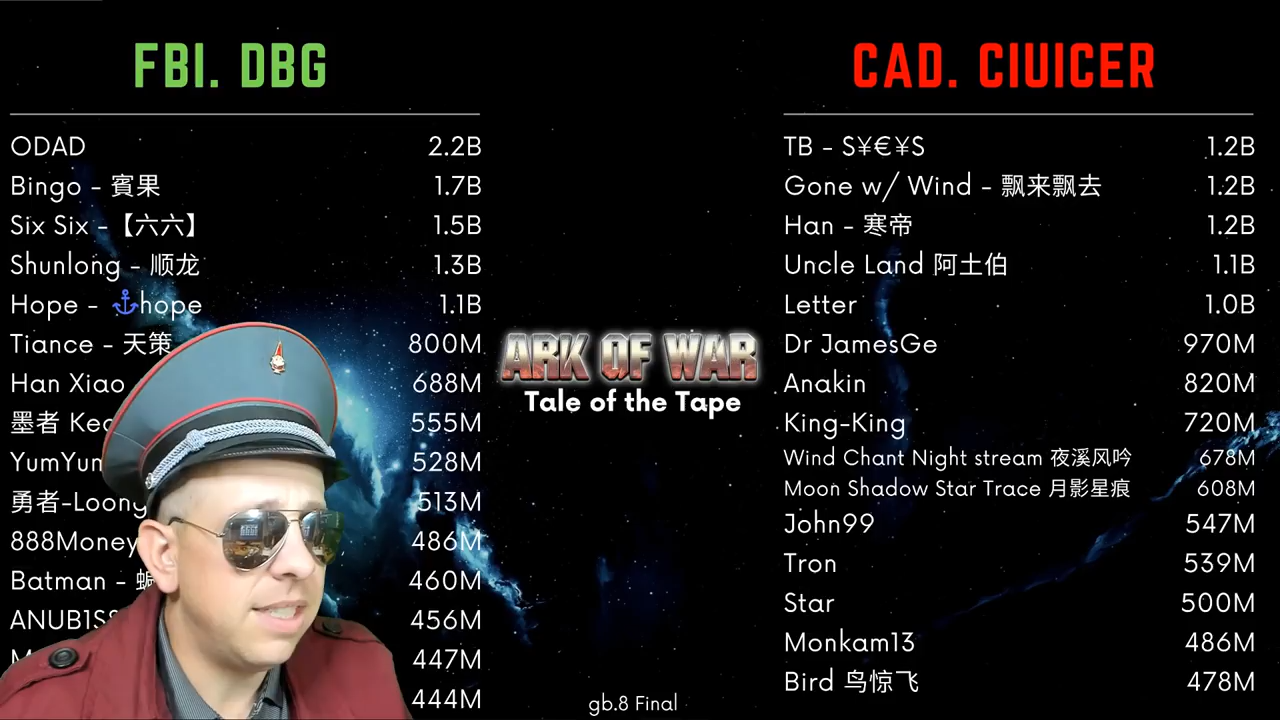 FBI. DBG
ODAD 2.2B
Bingo - 賓果 1.7B
Six Six -【六六】 1.5B
Shunlong - 顺龙 1.3B
Hope - ⚓hope 1.1B
Tiance - 天策 800M
Han Xiao 688M
墨者 555M
528M
勇者-Loong 513M
888Money 486M
Batman - 460M
ANUB1SS 456M
447M
444M
ARK OF WAR
Tale of the Tape
gb.8 Final
CAD. CIUICER
TB - S¥€¥S 1.2B
Gone w/ Wind - 飘来飘去 1.2B
Han - 寒帝 1.2B
Uncle Land 阿土伯 1.1B
Letter 1.0B
Dr JamesGe 970M
Anakin 820M
King-King 720M
Wind Chant Night stream 夜溪风吟 678M
Moon Shadow Star Trace 月影星痕 608M
John99 547M
Tron 539M
Star 500M
Monkam13 486M
Bird 鸟惊飞 478M